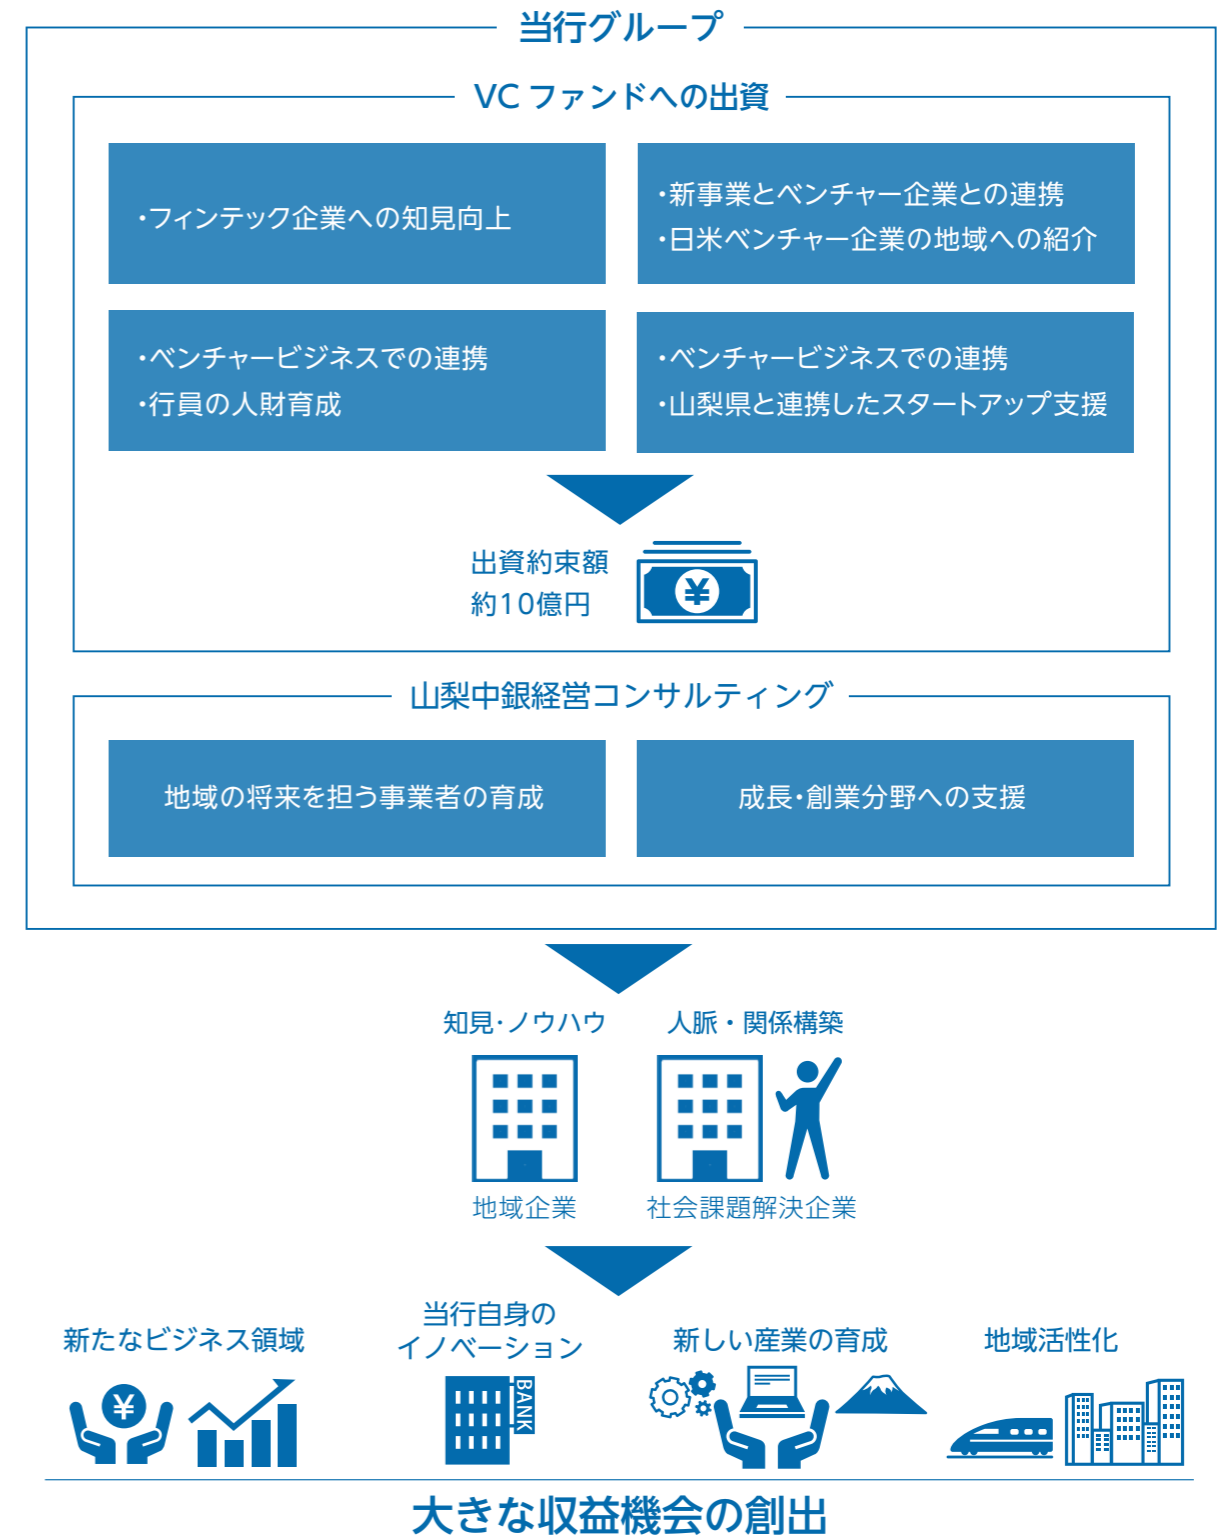 当行グループ
VC ファンドへの出資
・フィンテック企業への知見向上
・新事業とベンチャー企業との連携
・日米ベンチャー企業の地域への紹介
・ベンチャービジネスでの連携
・行員の人財育成
・ベンチャービジネスでの連携
・山梨県と連携したスタートアップ支援
出資約束額
約10億円
¥
山梨中銀経営コンサルティング
地域の将来を担う事業者の育成
成長・創業分野への支援
知見・ノウハウ
人脈・関係構築
地域企業
社会課題解決企業
新たなビジネス領域
当行自身の
イノベーション
新しい産業の育成
地域活性化
¥
BANK
大きな収益機会の創出